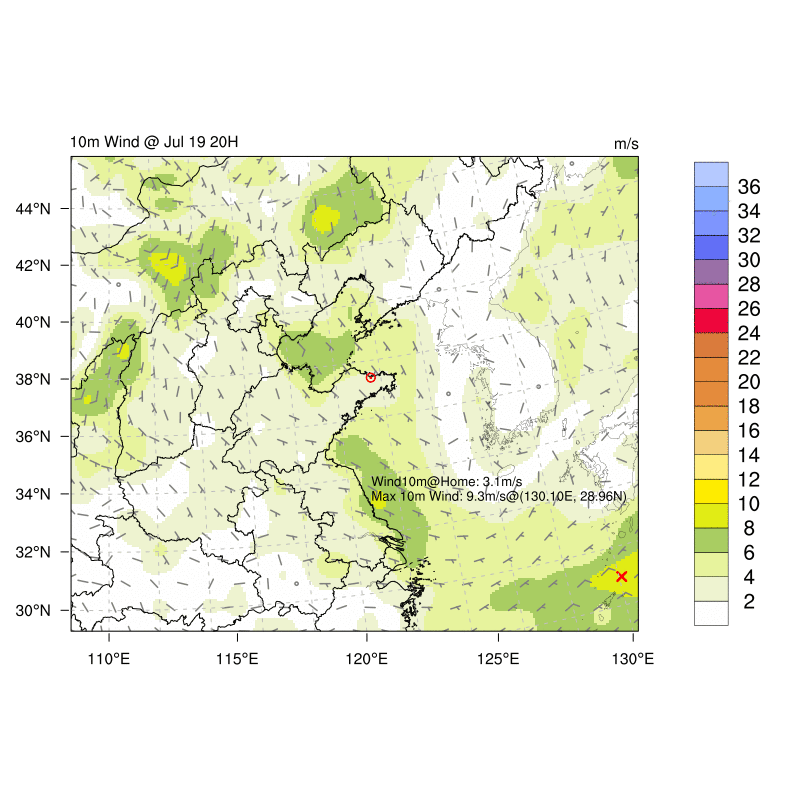 10m Wind @ Jul 19 20H
m/s
44°N
42°N
40°N
38°N
36°N
34°N
32°N
30°N
110°E
115°E
120°E
125°E
130°E
Wind10m@Home: 3.1m/s
Max 10m Wind: 9.3m/s@(130.10E, 28.96N)
36
34
32
30
28
26
24
22
20
18
16
14
12
10
8
6
4
2